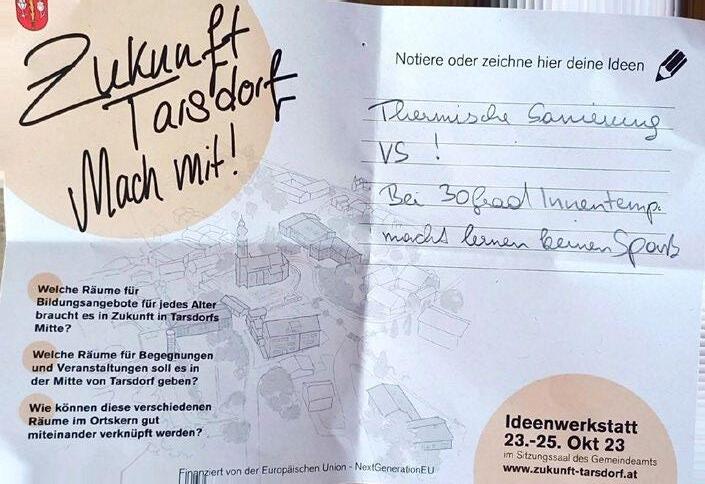 Zukunft
Tarsdorf
Mach mit!
Welche Räume für
Bildungsangebote für jedes Alter
braucht es in Zukunft in Tarsdorfs
Mitte?
Welche Räume für Begegnungen
und Veranstaltungen soll es in
der Mitte von Tarsdorf geben?
Wie können diese verschiedenen
Räume im Ortskern gut
miteinander verknüpft werden?
Notiere oder zeichne hier deine Ideen
Thermische Sanierung
VS !
Bei 30 Grad Innentemp.
macht lernen keinen Spaß
Ideenwerkstatt
23.-25. Okt 23
im Sitzungssaal des Gemeindeamts
www.zukunft-tarsdorf.at
Finanziert von der Europäischen Union - NextGenerationEU